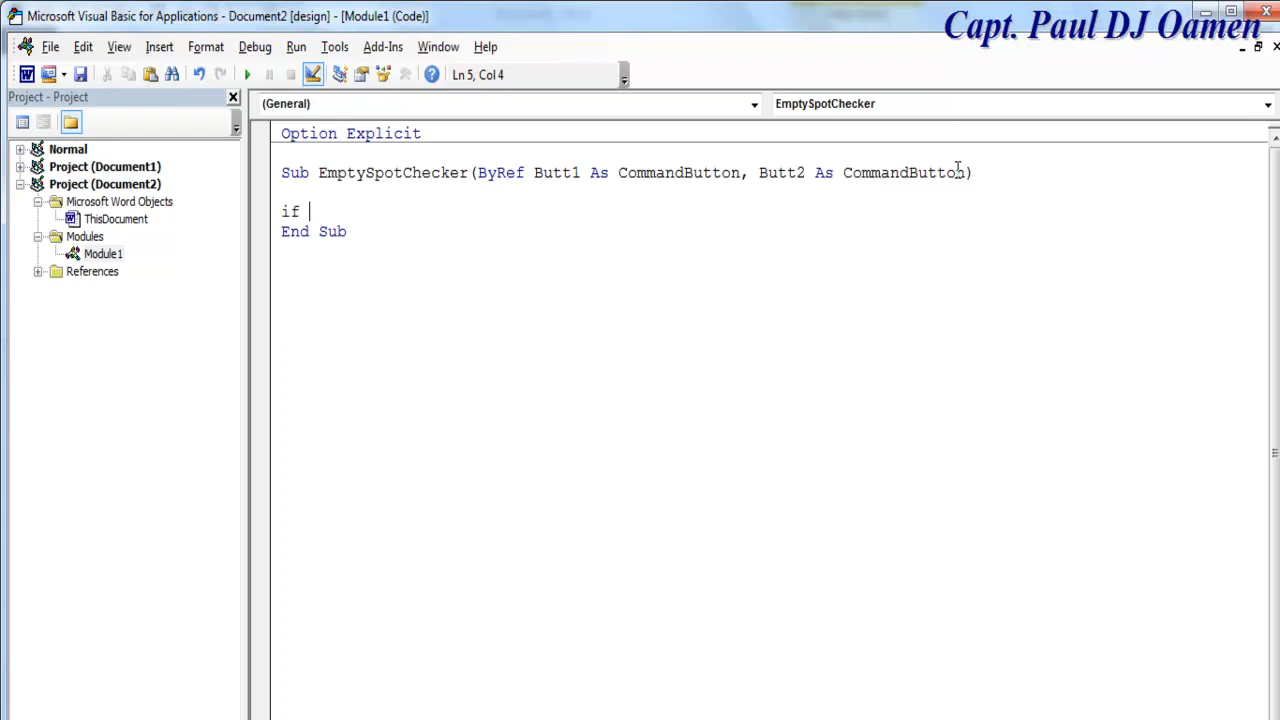 Microsoft Visual Basic for Applications - Document2 [design] - [Module1 (Code)]
Capt. Paul DJ Oamen
File Edit View Insert Format Debug Run Tools Add-Ins Window Help
Ln 5, Col 4
Project - Project
(General) EmptySpotChecker
Normal
Project (Document1)
Project (Document2)
Microsoft Word Objects
ThisDocument
Modules
Module1
References
Option Explicit
Sub EmptySpotChecker(ByRef Butt1 As CommandButton, Butt2 As CommandButton)
if
End Sub